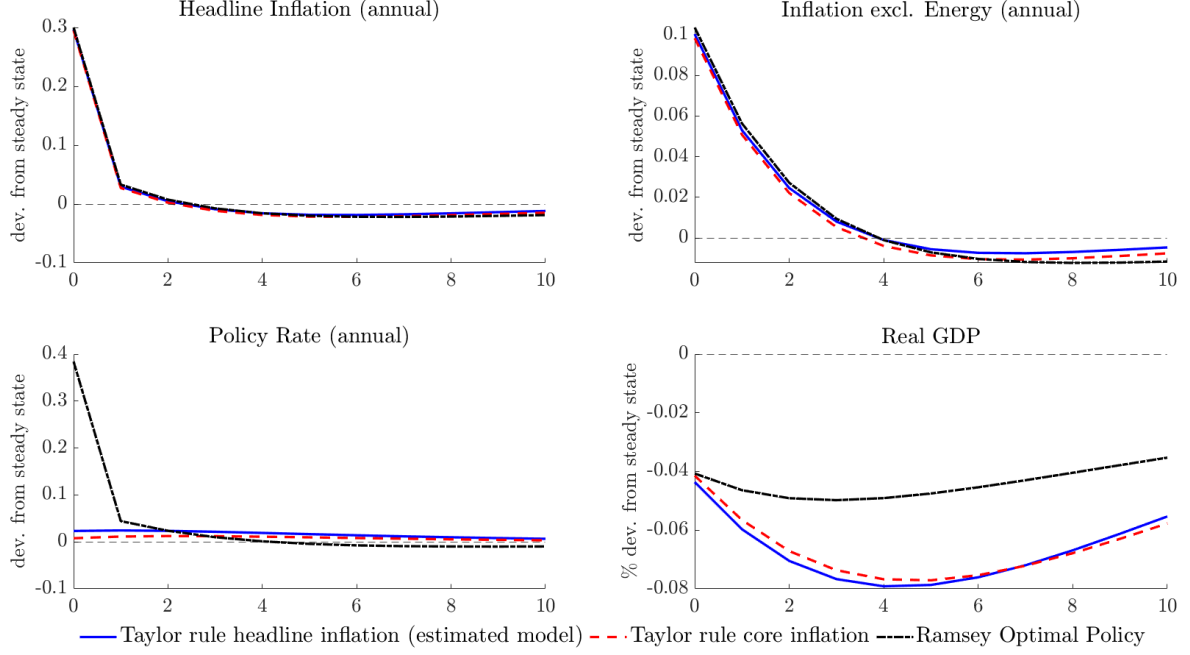 Headline Inflation (annual)
dev. from steady state
0.3
0.2
0.1
0
-0.1
0 2 4 6 8 10
Inflation excl. Energy (annual)
dev. from steady state
0.1
0.08
0.06
0.04
0.02
0
0 2 4 6 8 10
Policy Rate (annual)
dev. from steady state
0.4
0.3
0.2
0.1
0
-0.1
0 2 4 6 8 10
Real GDP
% dev. from steady state
0
-0.02
-0.04
-0.06
-0.08
0 2 4 6 8 10
Taylor rule headline inflation (estimated model) Taylor rule core inflation Ramsey Optimal Policy